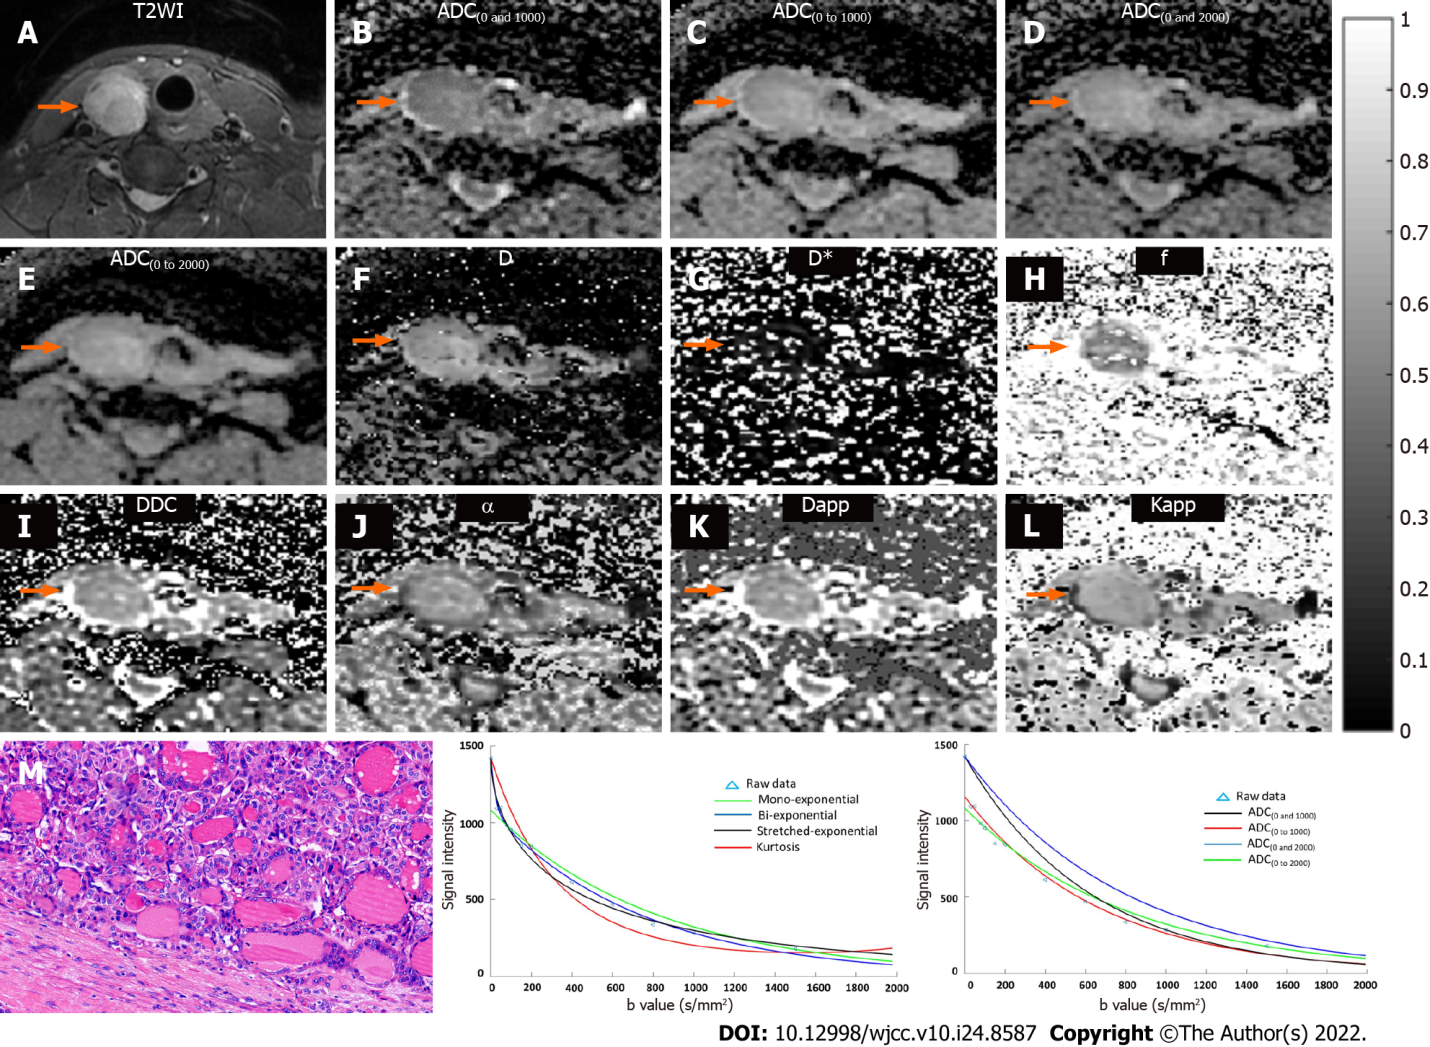 T2WI
ADC(0 and 1000)
ADC(0 to 1000)
ADC(0 and 2000)
A
B
C
D
ADC(0 to 2000)
D
D*
f
E
F
G
H
DDC
α
Dapp
Kapp
I
J
K
L
1
0.9
0.8
0.7
0.6
0.5
0.4
0.3
0.2
0.1
0
M
1500
1000
500
0
Signal intensity
Raw data
Mono-exponential
Bi-exponential
Stretched-exponential
Kurtosis
0 200 400 600 800 1000 1200 1400 1600 1800 2000
b value (s/mm2)
1500
1000
500
0
Signal intensity
Raw data
ADC(0 and 1000)
ADC(0 to 1000)
ADC(0 and 2000)
ADC(0 to 2000)
0 200 400 600 800 1000 1200 1400 1600 1800 2000
b value (s/mm2)
DOI: 10.12998/wjcc.v10.i24.8587 Copyright ©The Author(s) 2022.